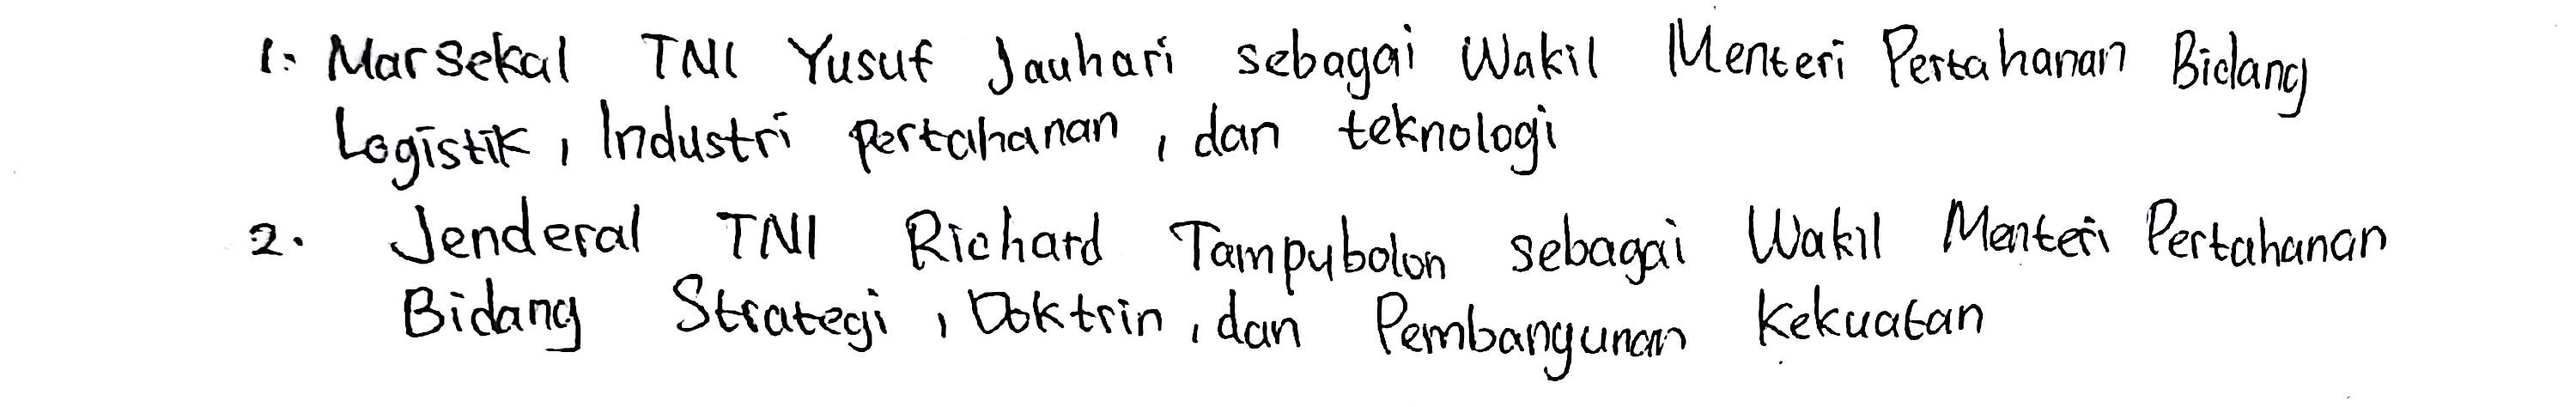 1. Marsekal TNI Yusuf Jauhari sebagai Wakil Menteri Pertahanan Bidang
Logistik, Industri pertahanan, dan teknologi
2. Jenderal TNI Richard Tampubolon sebagai Wakil Menteri Pertahanan
Bidang Strategi, Doktrin, dan Pembangunan Kekuatan